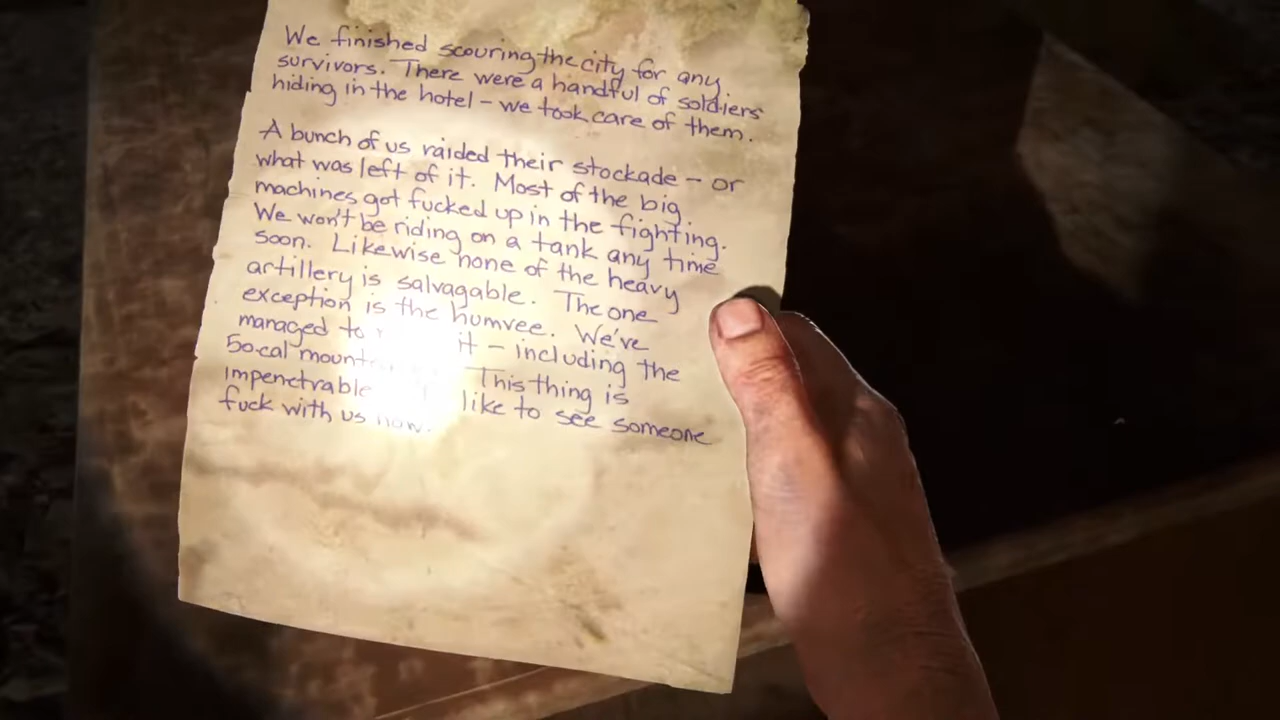 We finished scouring the city for any
survivors. There were a handful of soldiers
hiding in the hotel - we took care of them.
A bunch of us raided their stockade - or
what was left of it. Most of the big
machines got fucked up in the fighting.
We won't be riding on a tank any time
soon. Likewise none of the heavy
artillery is salvagable. The one
exception is the humvee. We've
managed to it - including the
50cal This thing is
impenetrable like to see someone
fuck with us now.